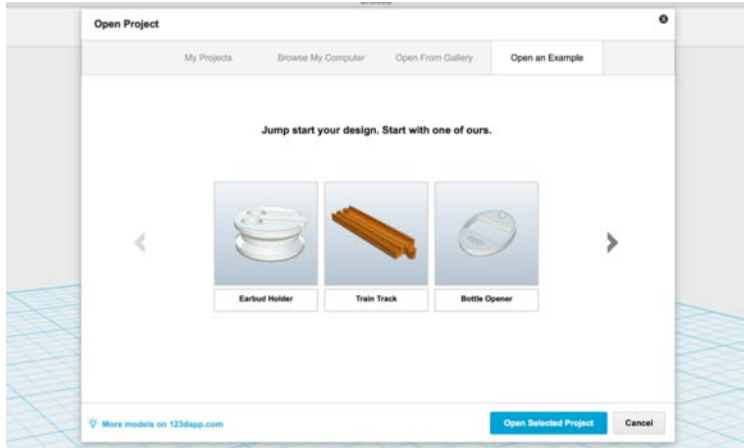 Open Project
My Projects Browse My Computer Open From Gallery Open an Example
Jump start your design. Start with one of ours.
Earbud Holder Train Track Bottle Opener
More models on 123dapp.com Open Selected Project Cancel